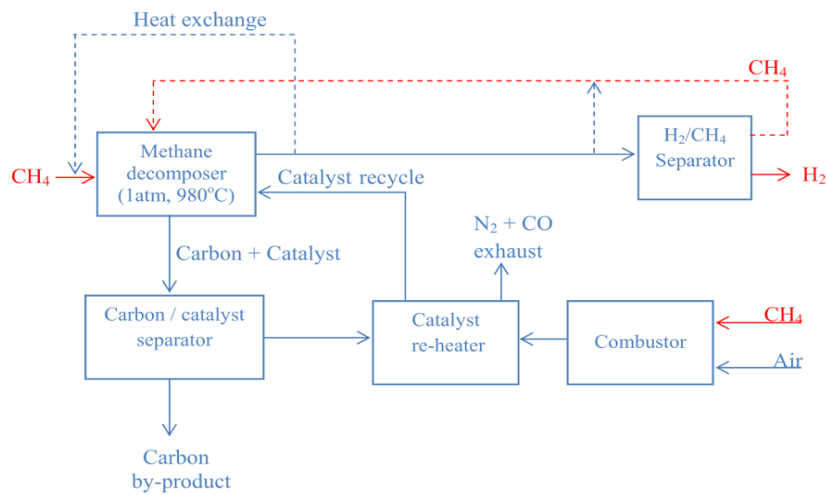 Heat exchange
CH₄
H₂/CH₄
Separator
Methane
decomposer
(1atm, 980°C)
CH₄
H₂
Catalyst recycle
N₂ + CO
exhaust
Carbon + Catalyst
Carbon / catalyst
separator
Catalyst
re-heater
Combustor
CH₄
Air
Carbon
by-product